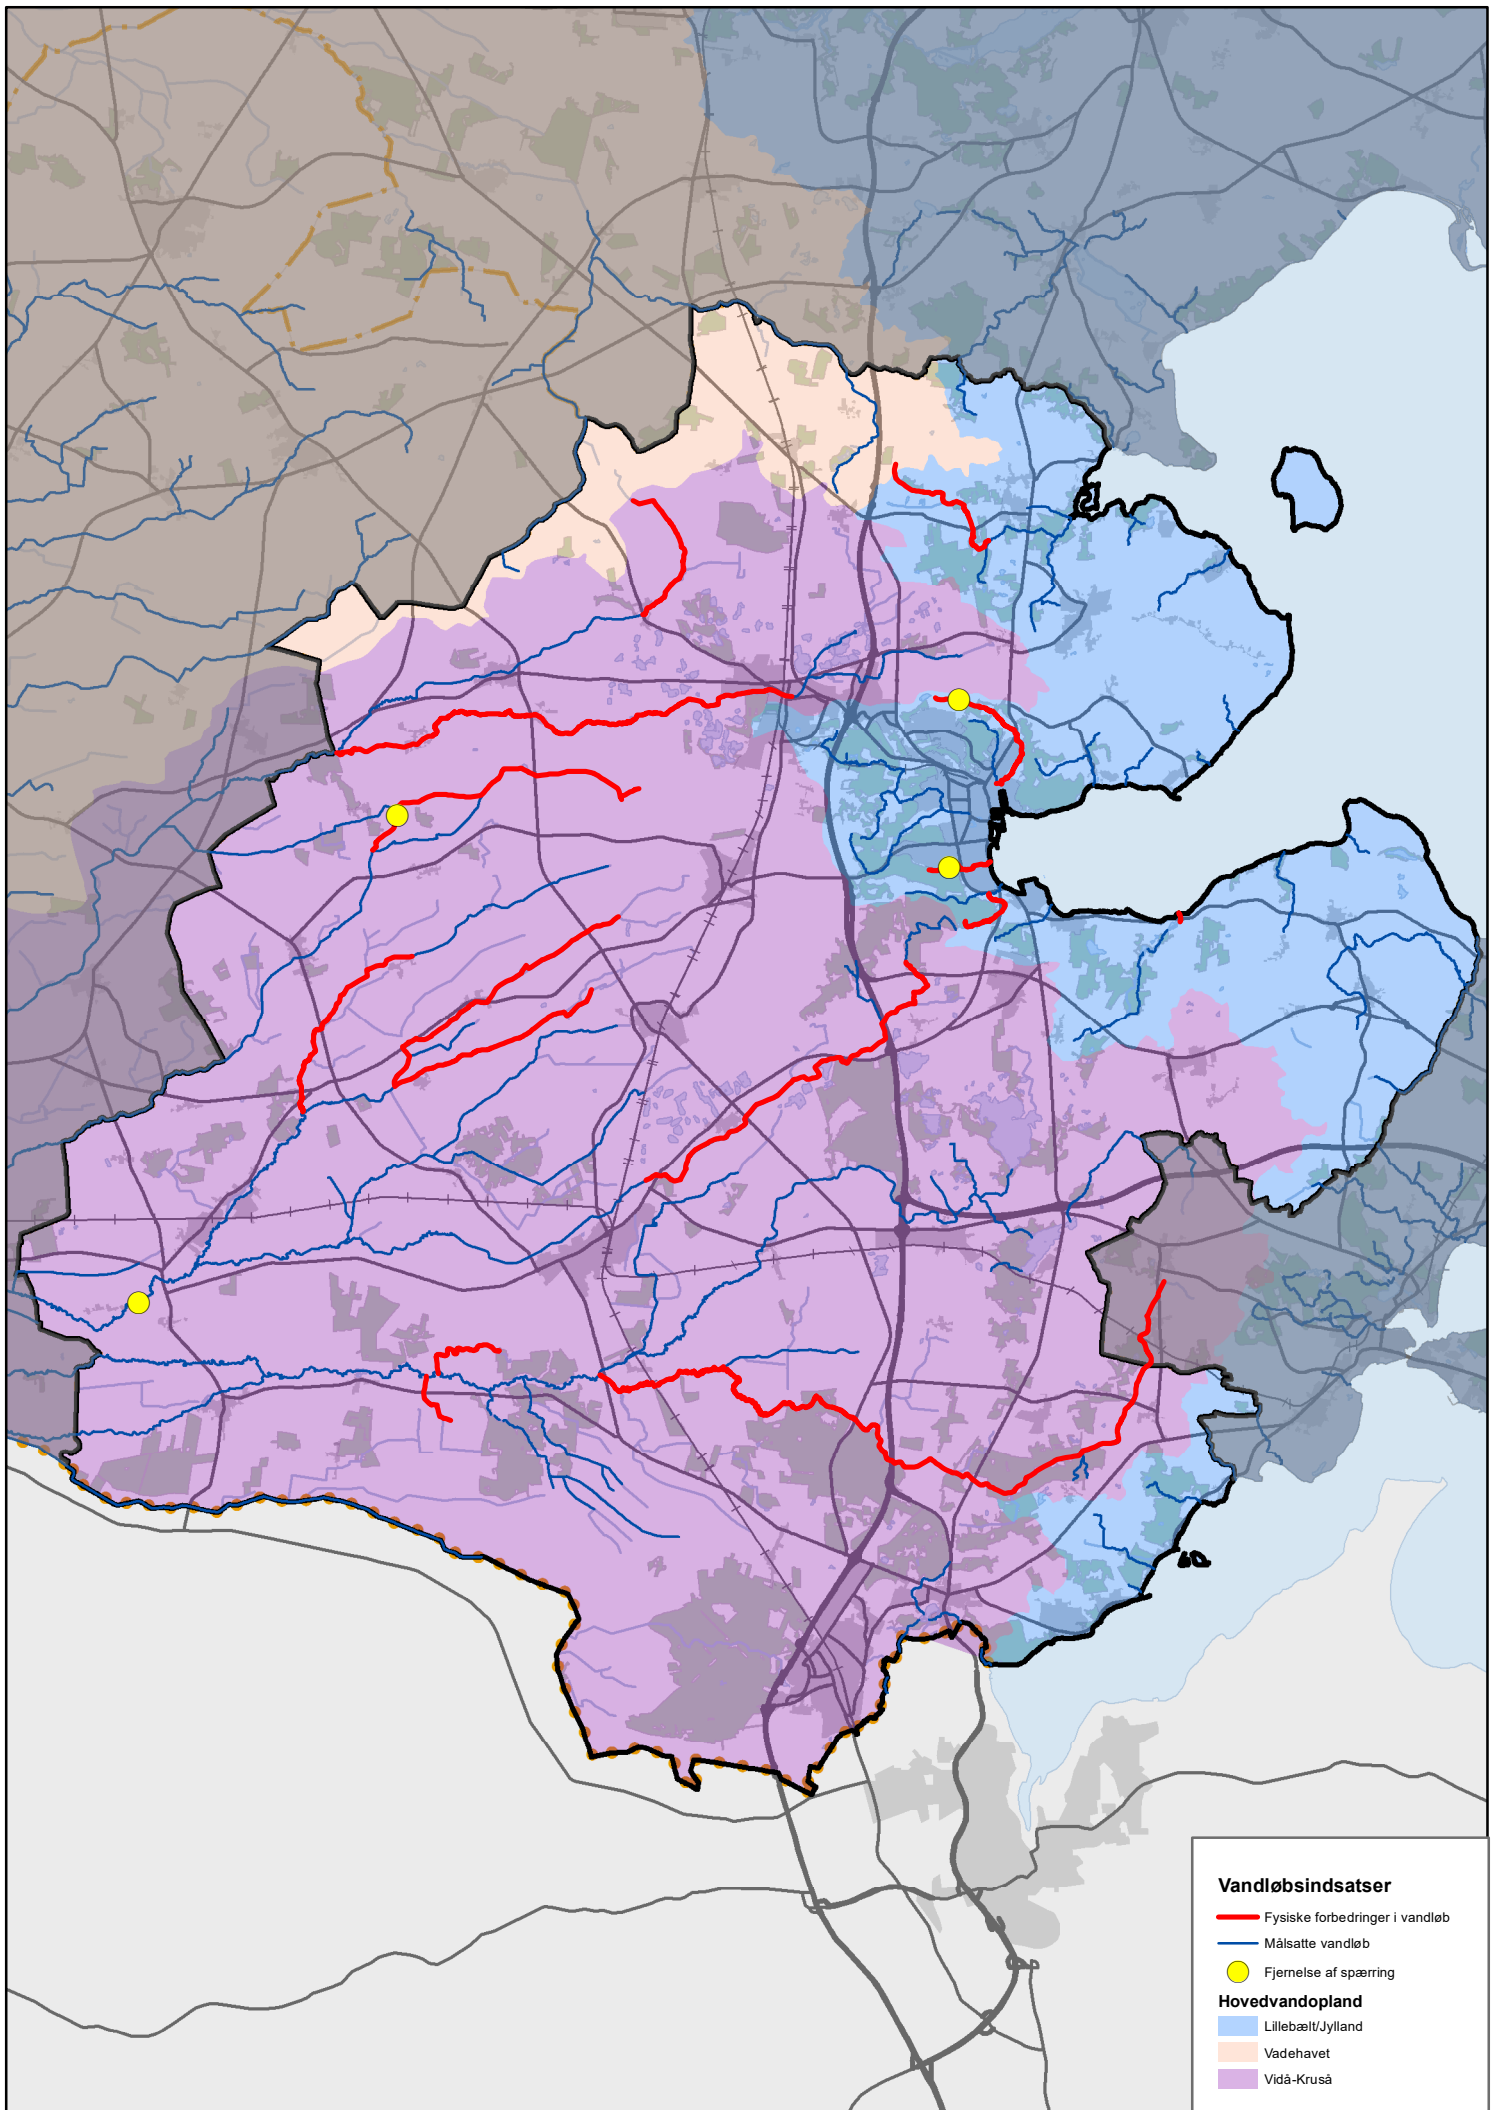 Vandløbsindsatser
Fysiske forbedringer i vandløb
Målsatte vandløb
Fjernelse af spærring
Hovedvandopland
Lillebælt/Jylland
Vadehavet
Vidå-Kruså